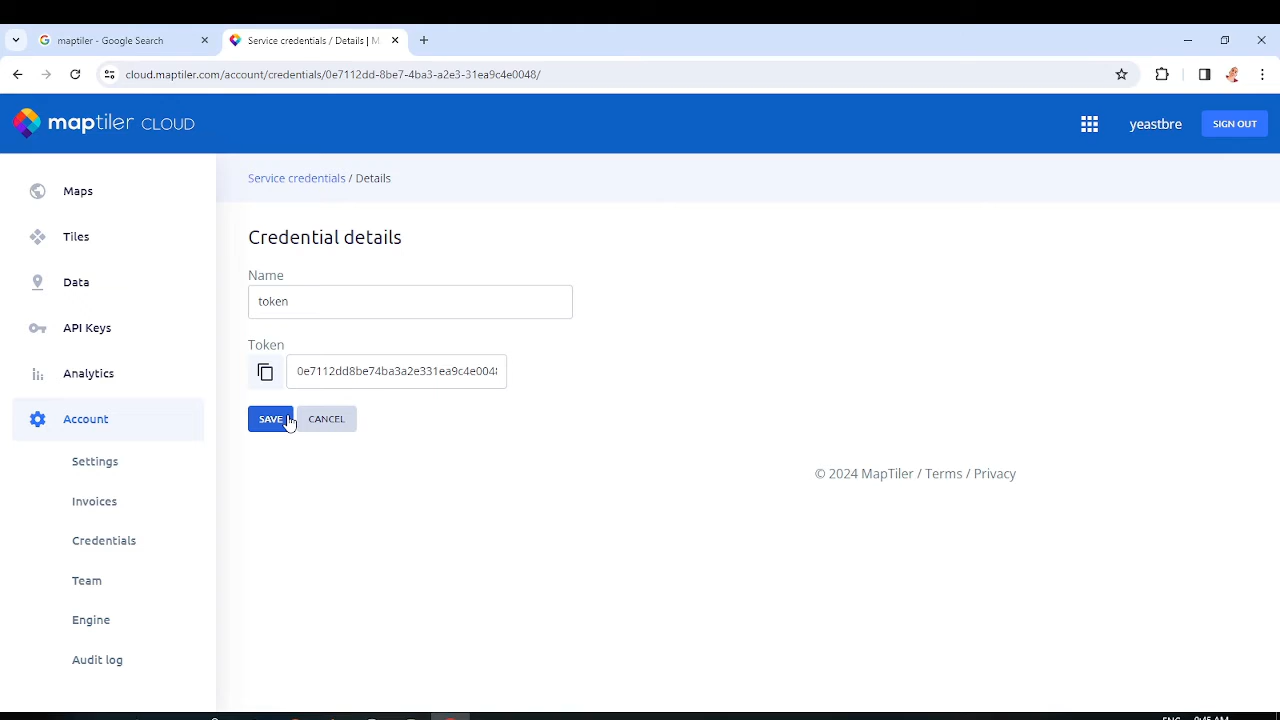 maptiler - Google Search
Service credentials / Details | M
cloud.maptiler.com/account/credentials/0e7112dd-8be7-4ba3-a2e3-31ea9c4e0048/
maptiler CLOUD
yeastbre
SIGN OUT
Maps
Tiles
Data
API Keys
Analytics
Account
Settings
Invoices
Credentials
Team
Engine
Audit log
Service credentials / Details
Credential details
Name
token
Token
0e7112dd8be74ba3a2e331ea9c4e004
SAVE
CANCEL
© 2024 MapTiler / Terms / Privacy